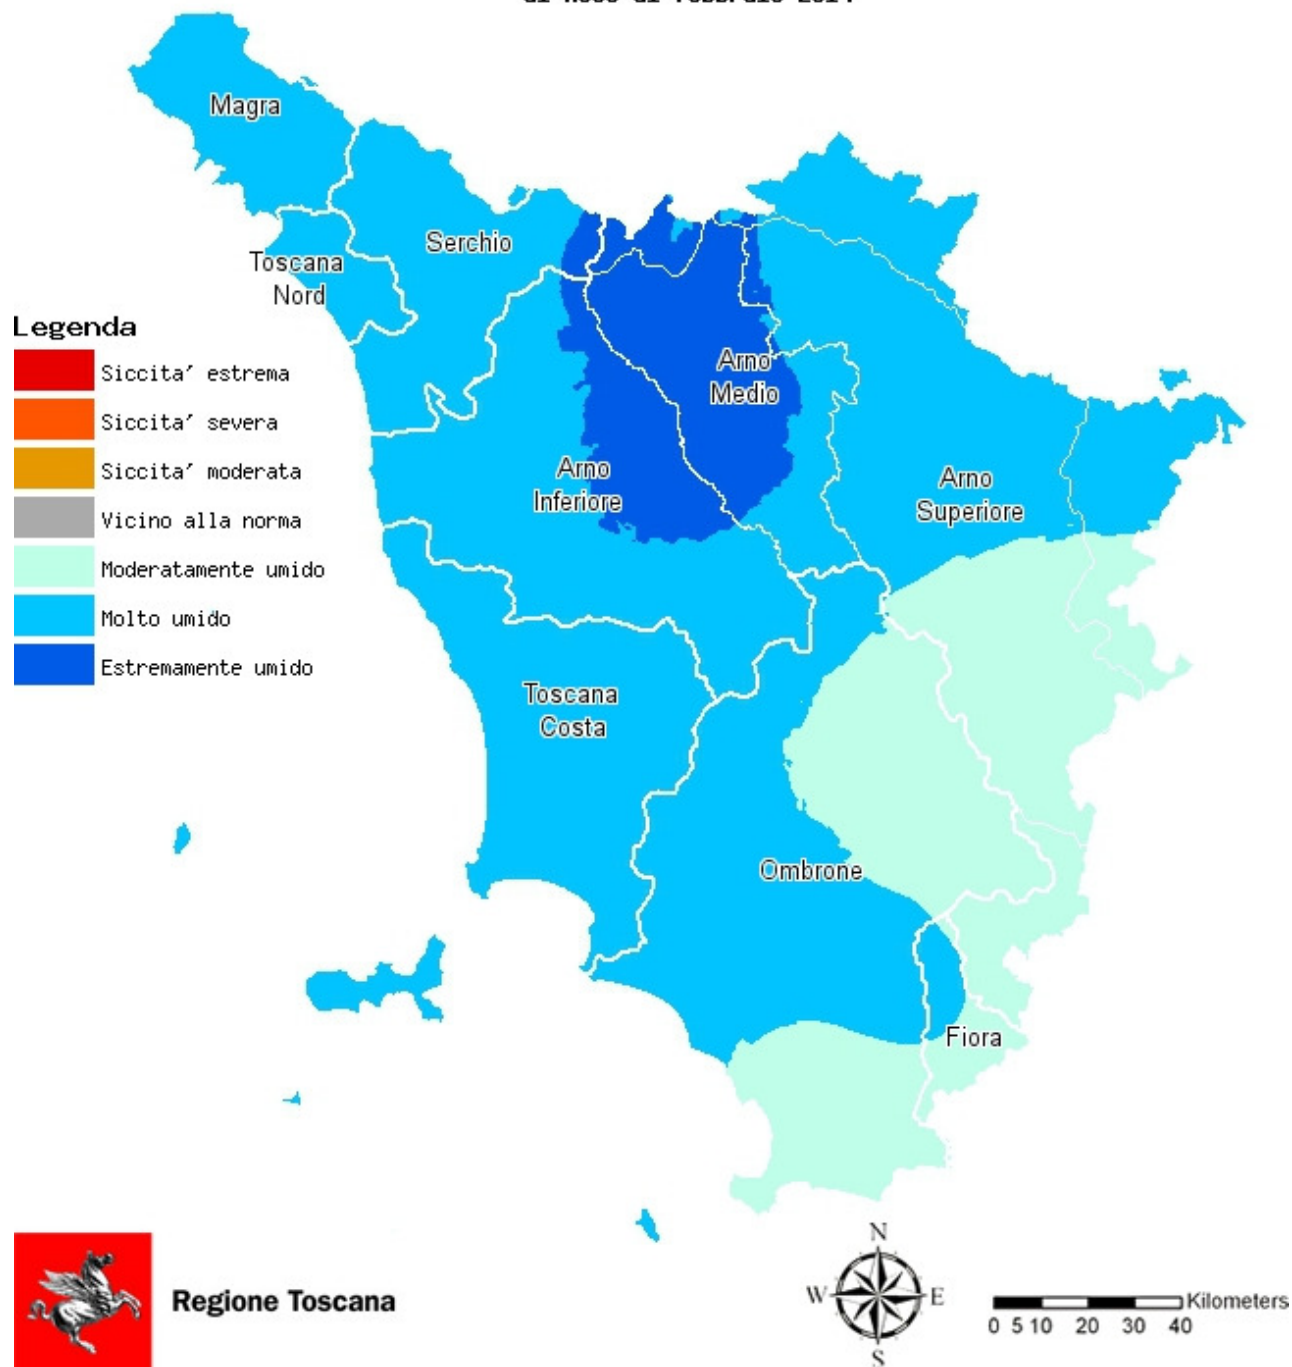 Magra
Serchio
Toscana
Nord
Legenda
Siccita' estrema
Siccita' severa
Siccita' moderata
Vicino alla norma
Moderatamente umido
Molto umido
Estremamente umido
Arno
Medio
Arno
Inferiore
Arno
Superiore
Toscana
Costa
Ombrone
Fiora
Regione Toscana
N
W E
S
Kilometers
0 5 10 20 30 40